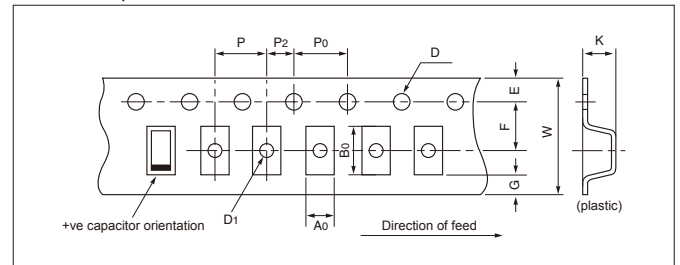 P P2 P0 D K
E
F
W
B0
G
D1
A0
(plastic)
+ve capacitor orientation
Direction of feed